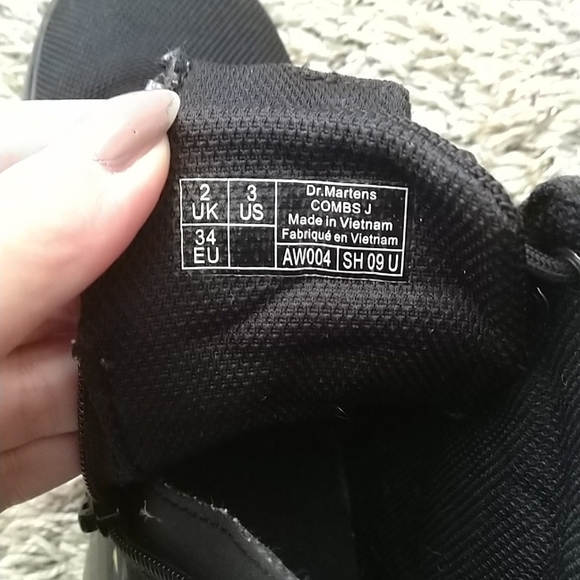 2 UK
3 US
34 EU
Dr.Martens
COMBS J
Made in Vietnam
Fabriqué en Vietnam
AW004 SH 09 U